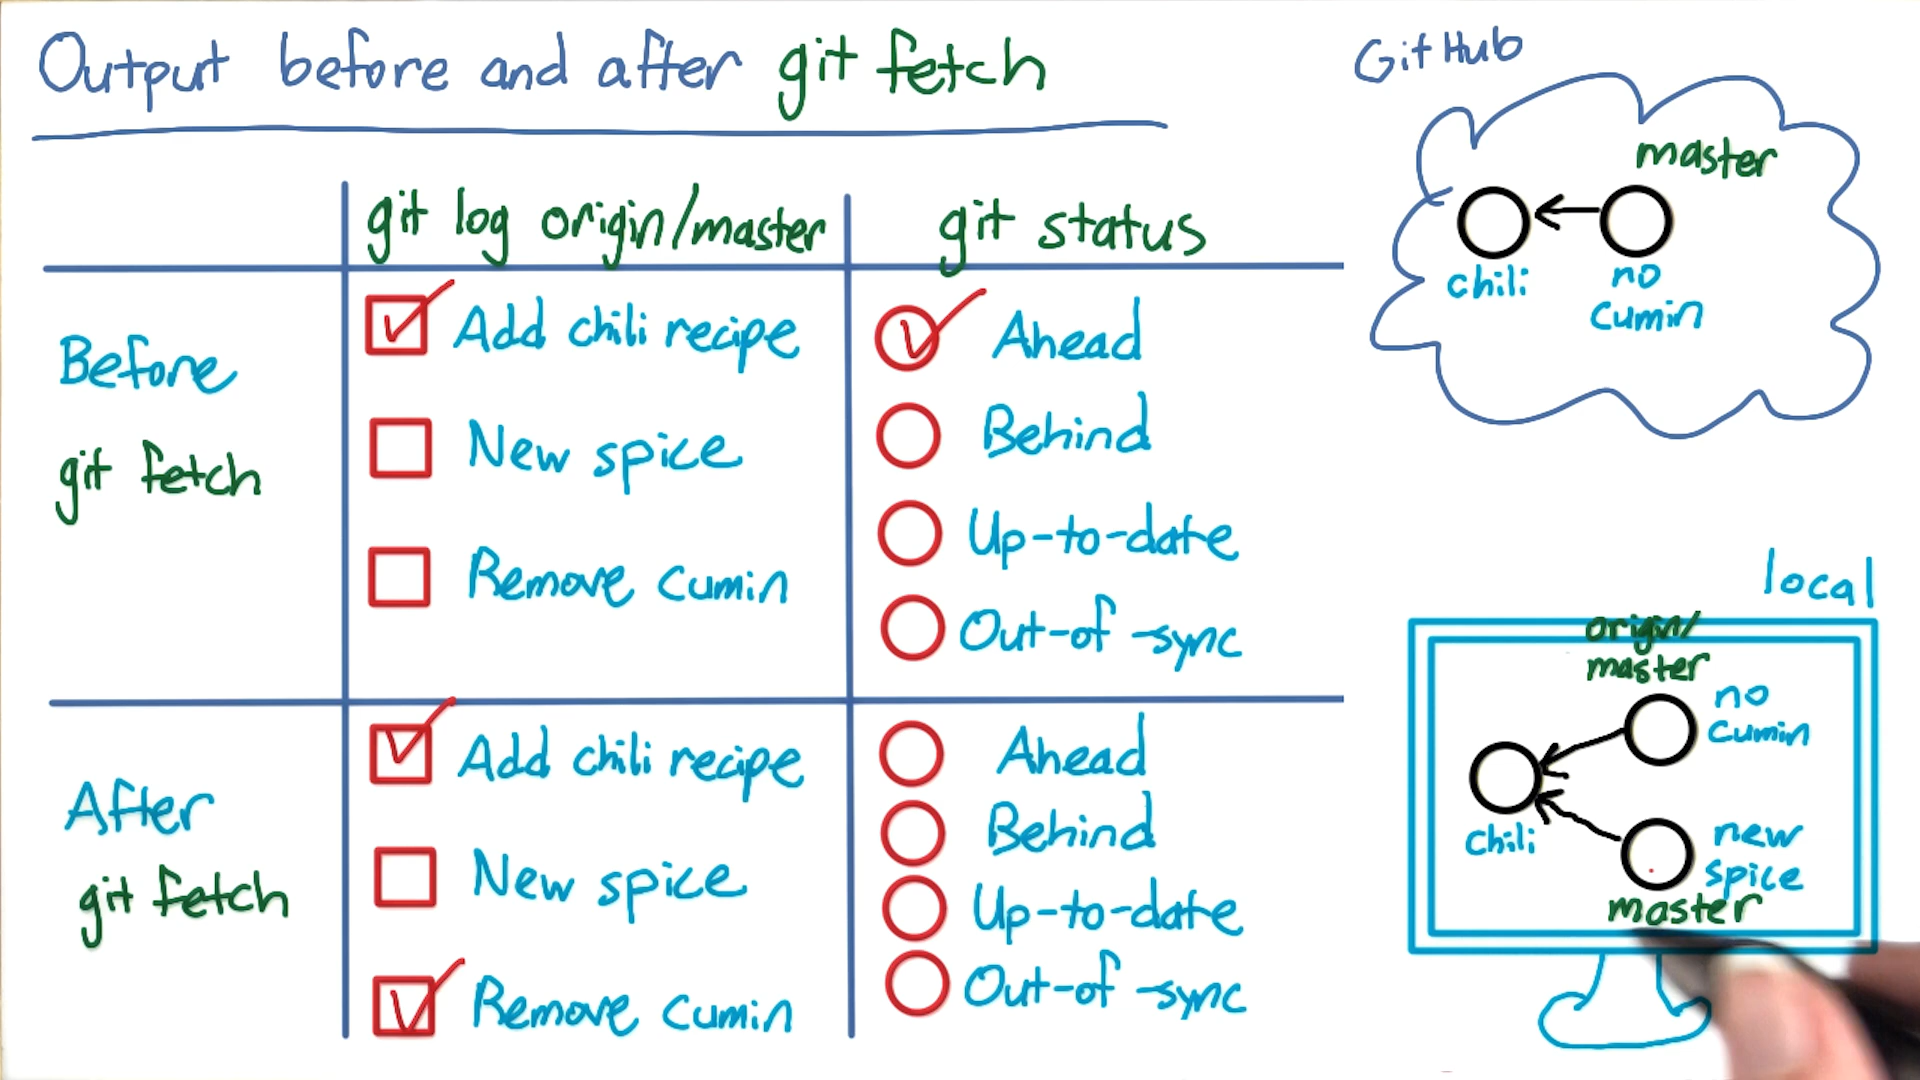 Output before and after git fetch
git log origin/master
git status
Before
git fetch
Add chili recipe
New spice
Remove cumin
Ahead
Behind
Up-to-date
Out-of-sync
After
git fetch
Add chili recipe
New spice
Remove cumin
Ahead
Behind
Up-to-date
Out-of-sync
GitHub
master
chili
no
cumin
local
origin/
master
no
cumin
chili
new
spice
master